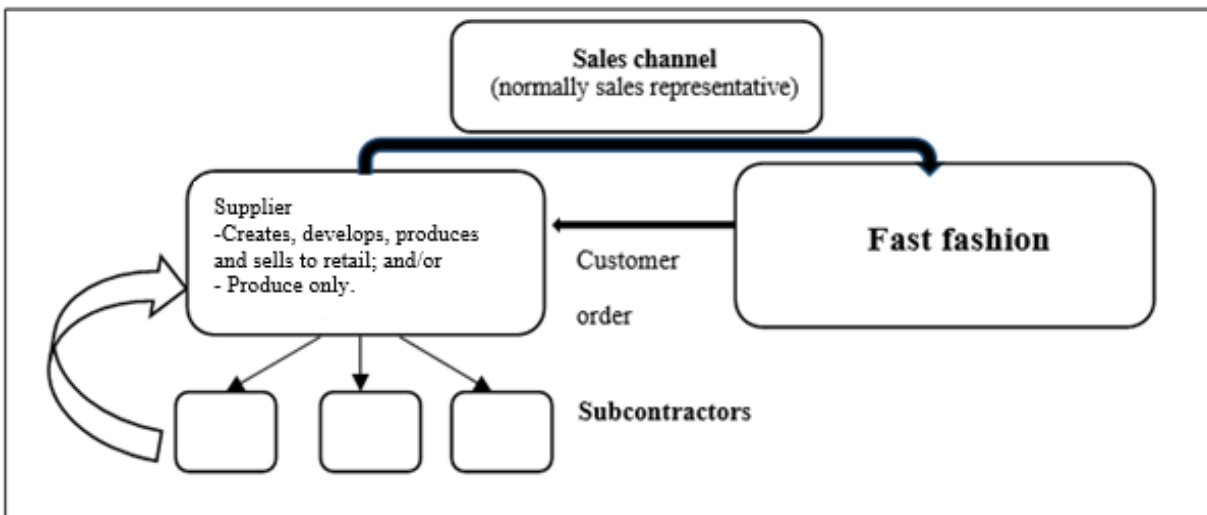 Sales channel
(normally sales representative)
Supplier
-Creates, develops, produces
and sells to retail; and/or
- Produce only.
Fast fashion
Customer
order
Subcontractors